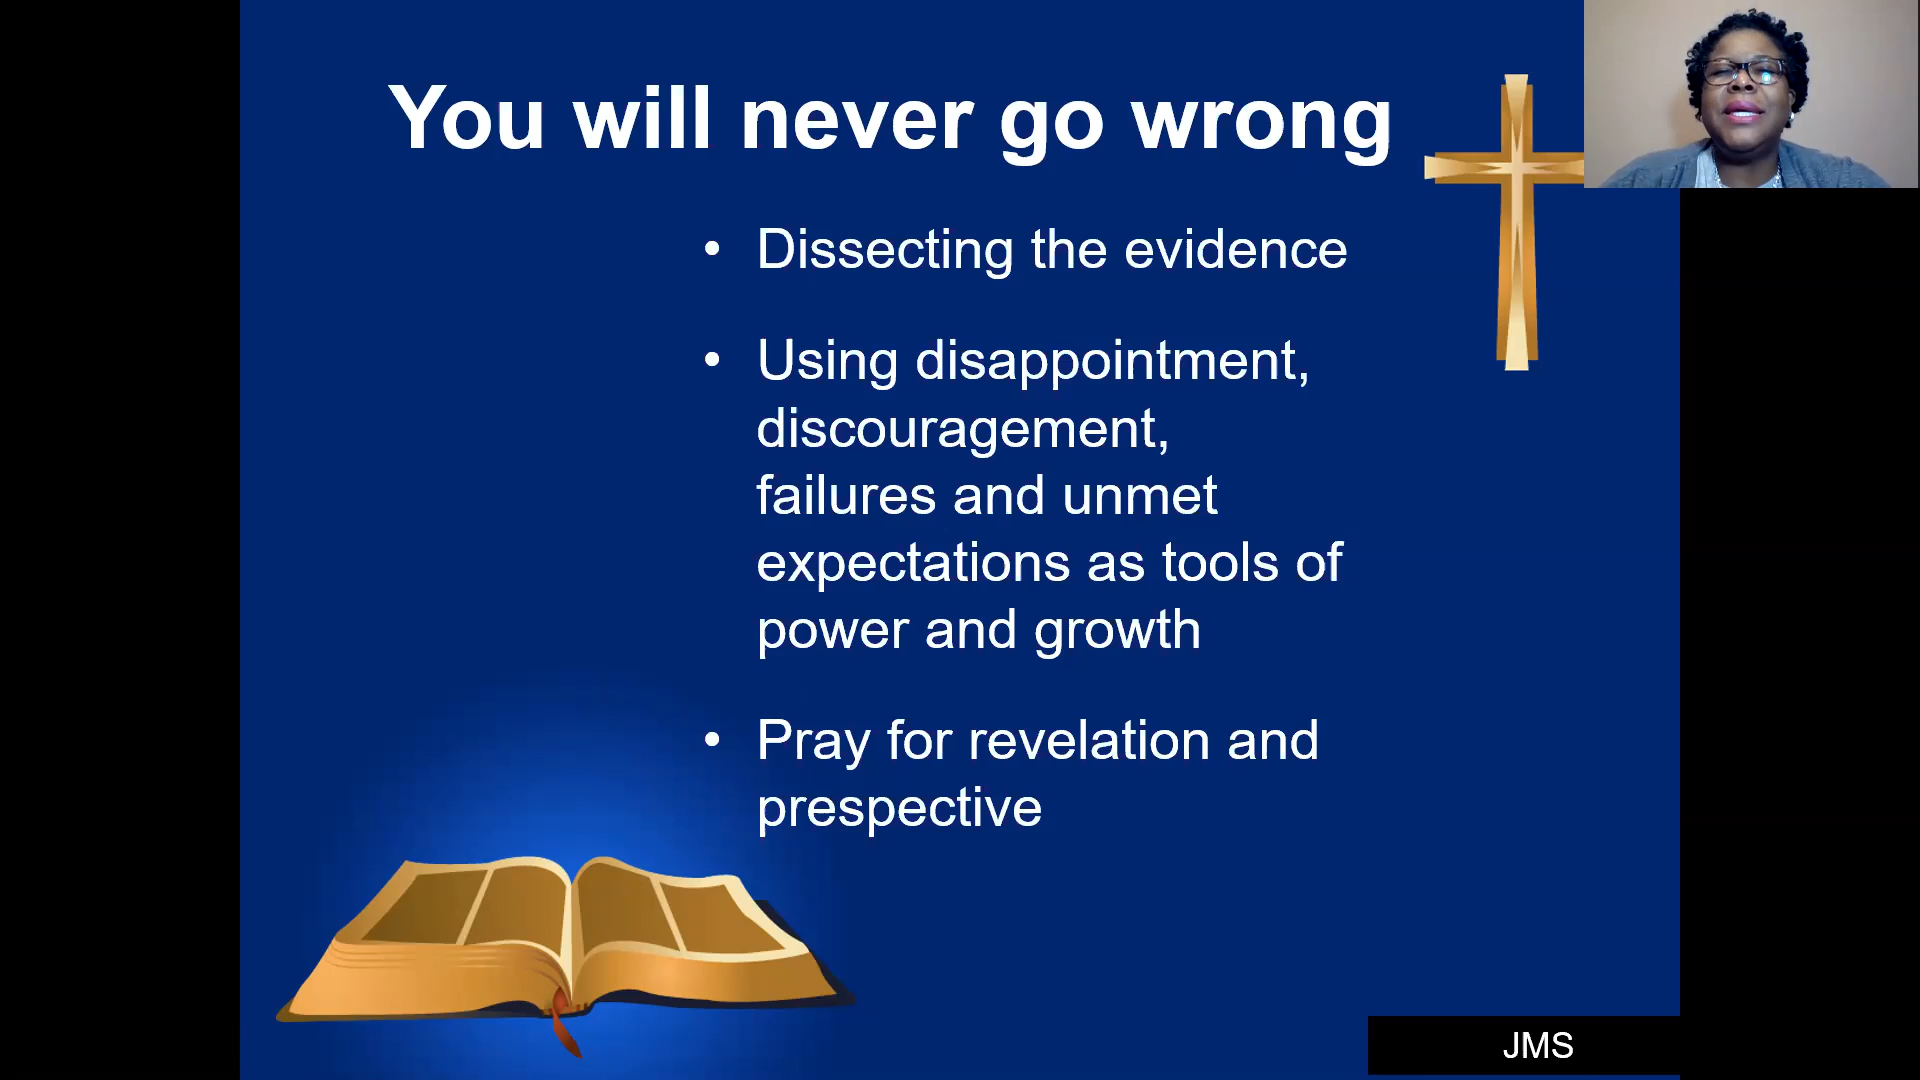 You will never go wrong
• Dissecting the evidence
• Using disappointment,
discouragement,
failures and unmet
expectations as tools of
power and growth
• Pray for revelation and
prespective
JMS